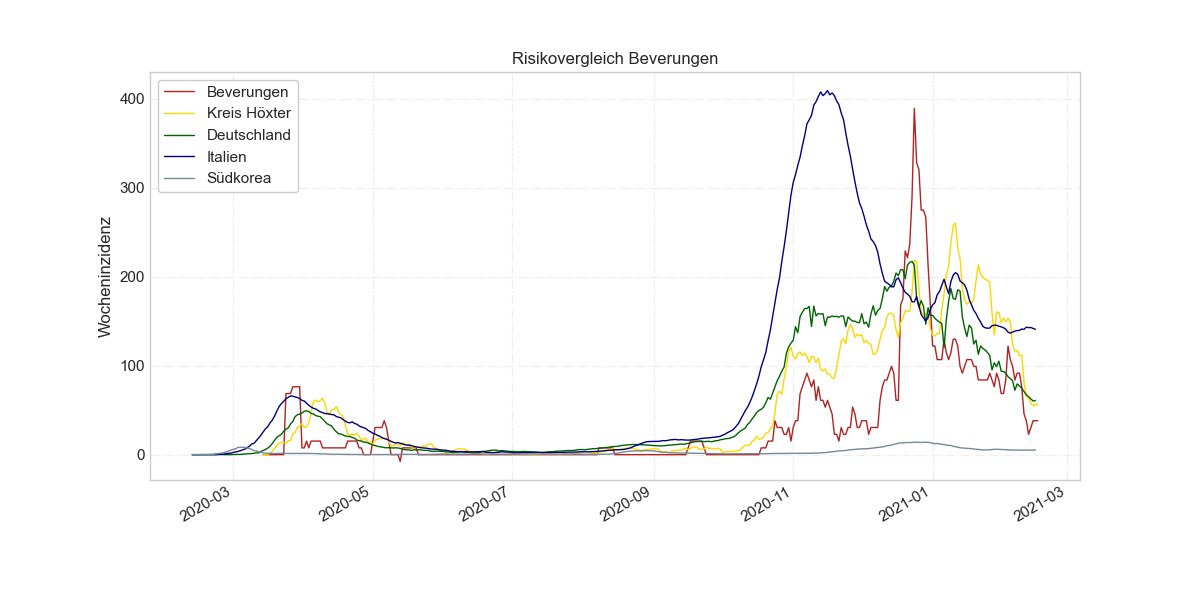 Risikovergleich Beverungen
Beverungen
Kreis Höxter
Deutschland
Italien
Südkorea
Wocheninzidenz
400
300
200
100
0
2020-03
2020-05
2020-07
2020-09
2020-11
2021-01
2021-03